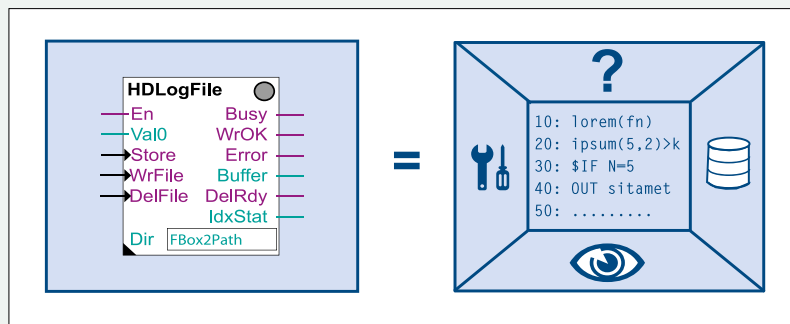 HDLogFile
En Busy
Val0 WrOK
Store Error
WrFile Buffer
DelFile DelRdy
IdxStat
Dir FBox2Path
=
?
10: lorem(fn)
20: ipsum(5,2)>k
30: $IF N=5
40: OUT sitamet
50: .........